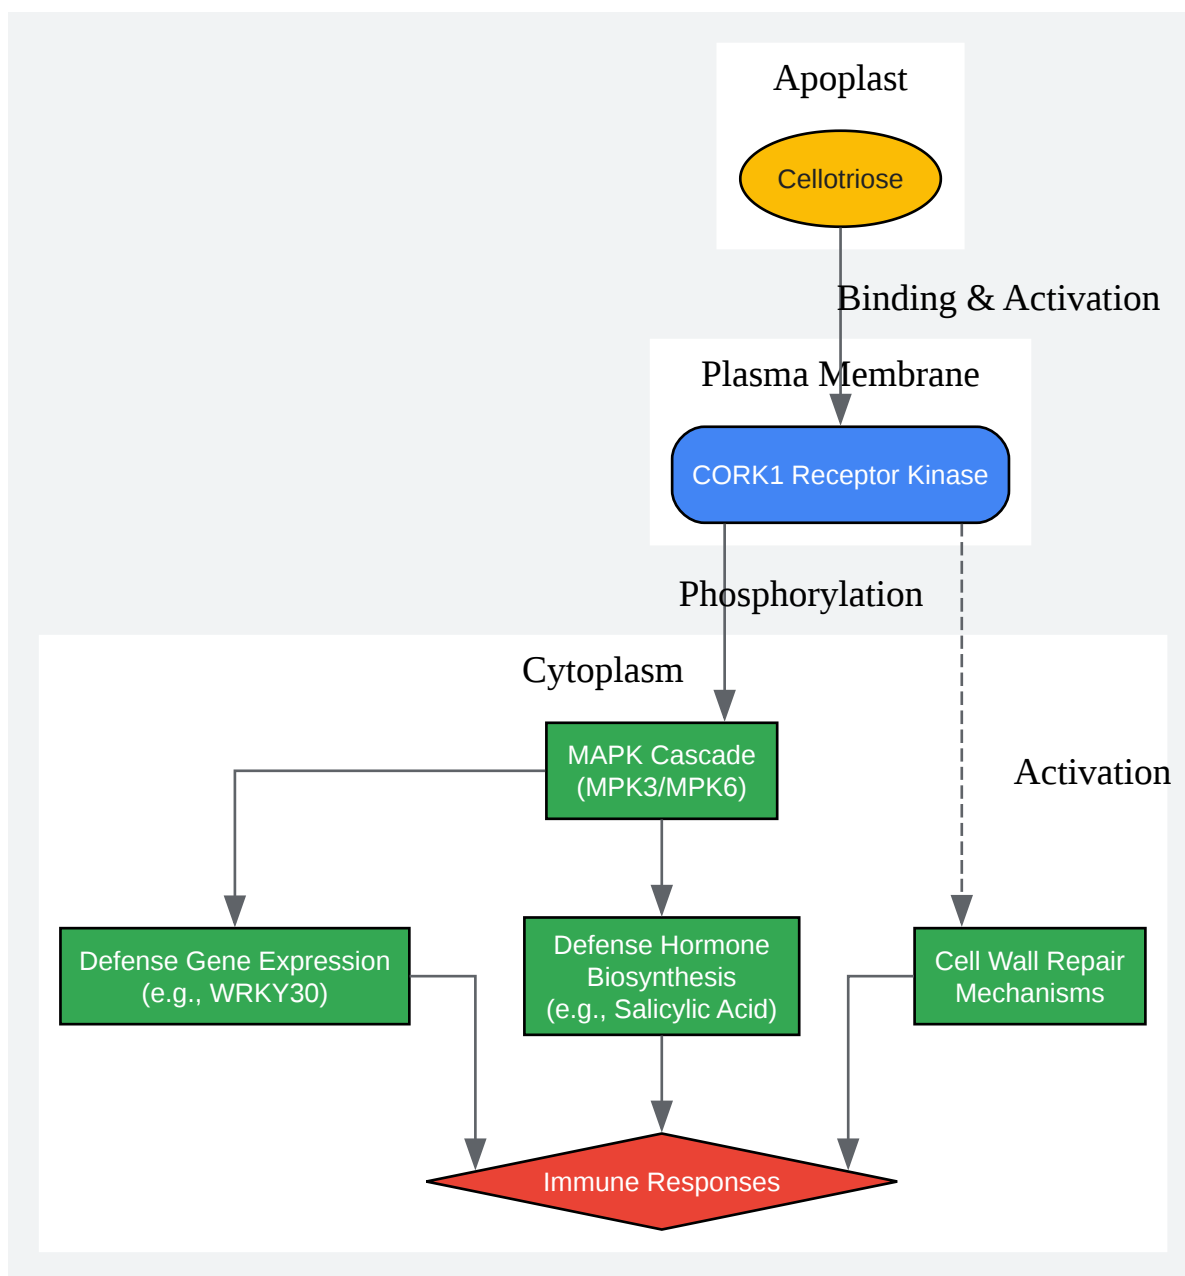 Apoplast
Cellotriose
Binding & Activation
Plasma Membrane
CORK1 Receptor Kinase
Phosphorylation
Cytoplasm
MAPK Cascade
(MPK3/MPK6)
Activation
Defense Gene Expression
(e.g., WRKY30)
Defense Hormone
Biosynthesis
(e.g., Salicylic Acid)
Cell Wall Repair
Mechanisms
Immune Responses